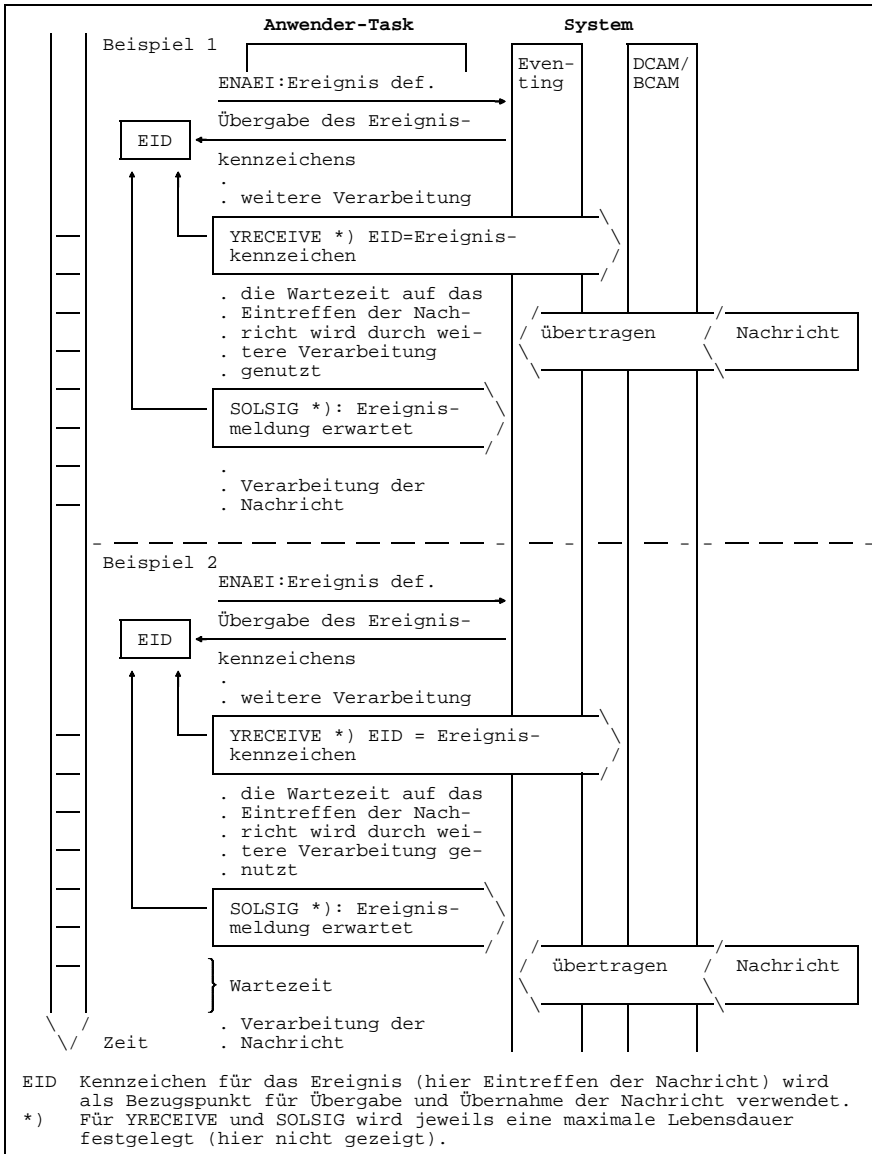 Anwender-Task System
Beispiel 1
Even-
ting
DCAM/
BCAM
ENAEI:Ereignis def.
Übergabe des Ereignis-
EID
kennzeichens
.
. weitere Verarbeitung
YRECEIVE *) EID=Ereignis-
kennzeichen
. die Wartezeit auf das
. Eintreffen der Nach-
. richt wird durch wei-
. tere Verarbeitung
. genutzt
übertragen
Nachricht
SOLSIG *): Ereignis-
meldung erwartet
.
. Verarbeitung der
. Nachricht
Beispiel 2
ENAEI:Ereignis def.
Übergabe des Ereignis-
EID
kennzeichens
.
. weitere Verarbeitung
YRECEIVE *) EID = Ereignis-
kennzeichen
. die Wartezeit auf das
. Eintreffen der Nach-
. richt wird durch wei-
. tere Verarbeitung ge-
. nutzt
SOLSIG *): Ereignis-
meldung erwartet
übertragen
Nachricht
Wartezeit
. Verarbeitung der
. Nachricht
Zeit
EID Kennzeichen für das Ereignis (hier Eintreffen der Nachricht) wird
als Bezugspunkt für Übergabe und Übernahme der Nachricht verwendet.
*) Für YRECEIVE und SOLSIG wird jeweils eine maximale Lebensdauer
festgelegt (hier nicht gezeigt).